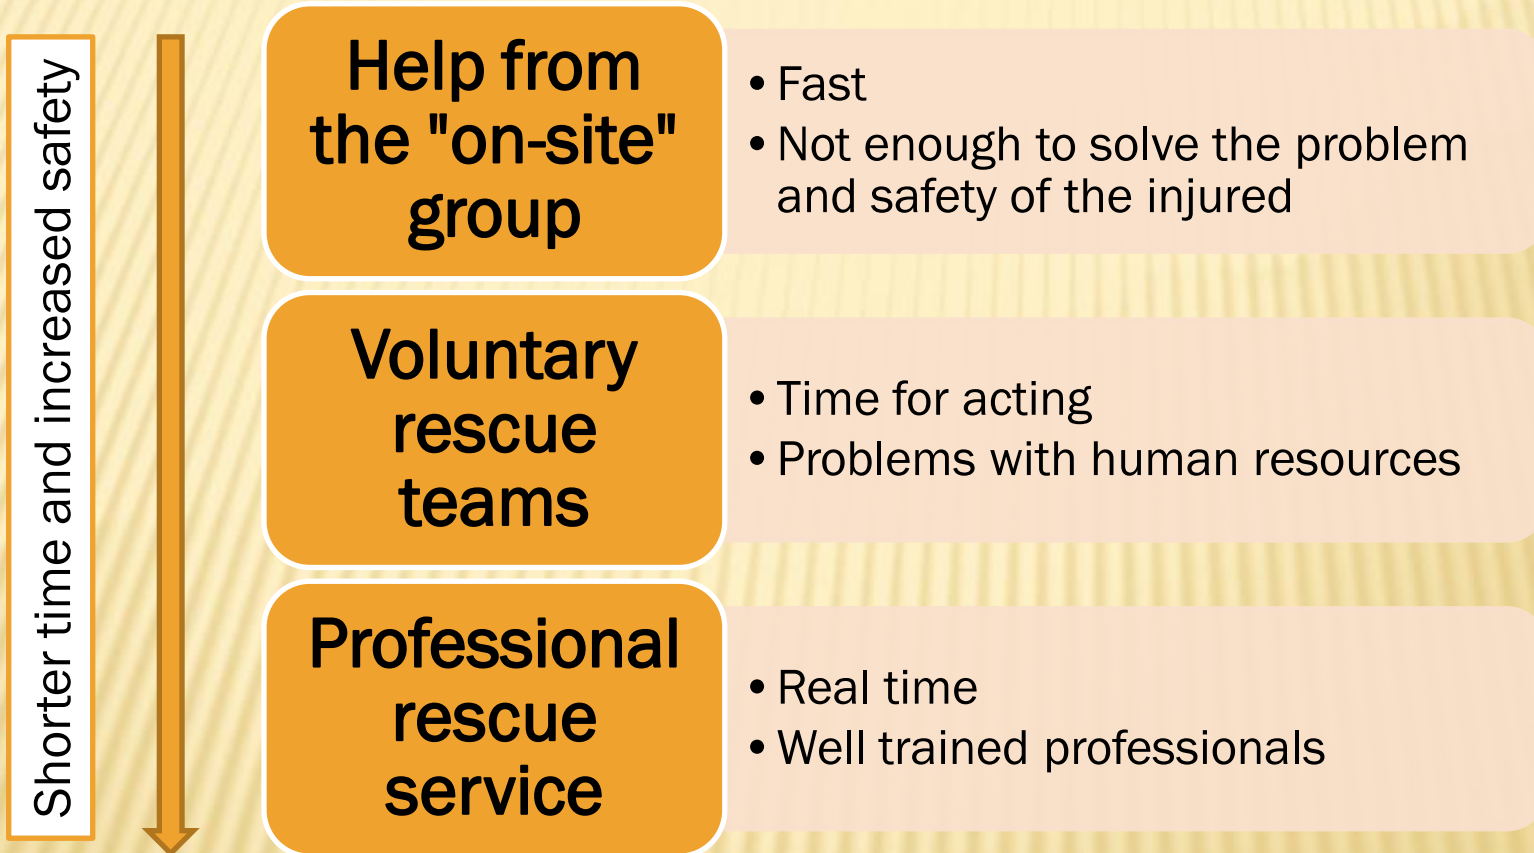 Shorter time and increased safety
Help from
the "on-site"
group
• Fast
• Not enough to solve the problem
and safety of the injured
Voluntary
rescue
teams
• Time for acting
• Problems with human resources
Professional
rescue
service
• Real time
• Well trained professionals